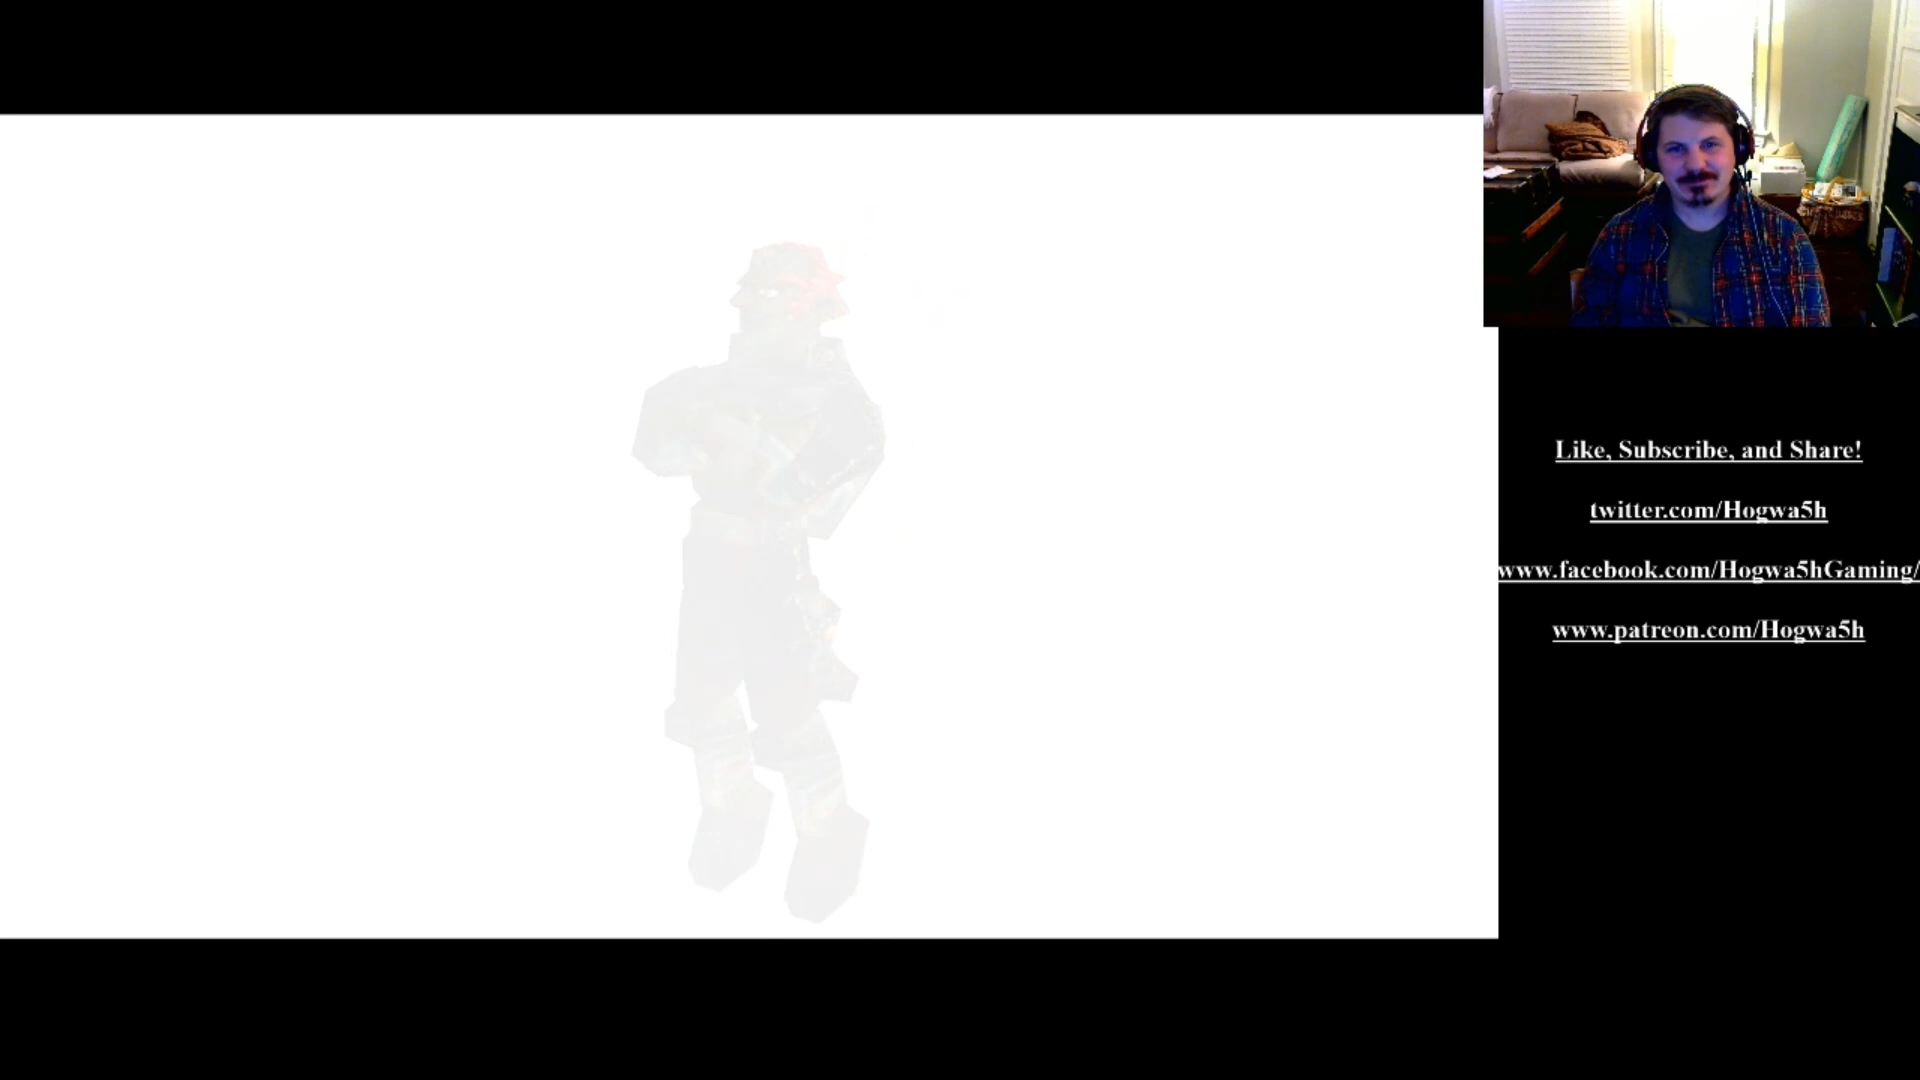 Like, Subscribe, and Share!
twitter.com/Hogwa5h
www.facebook.com/Hogwa5hGaming/
www.patreon.com/Hogwa5h